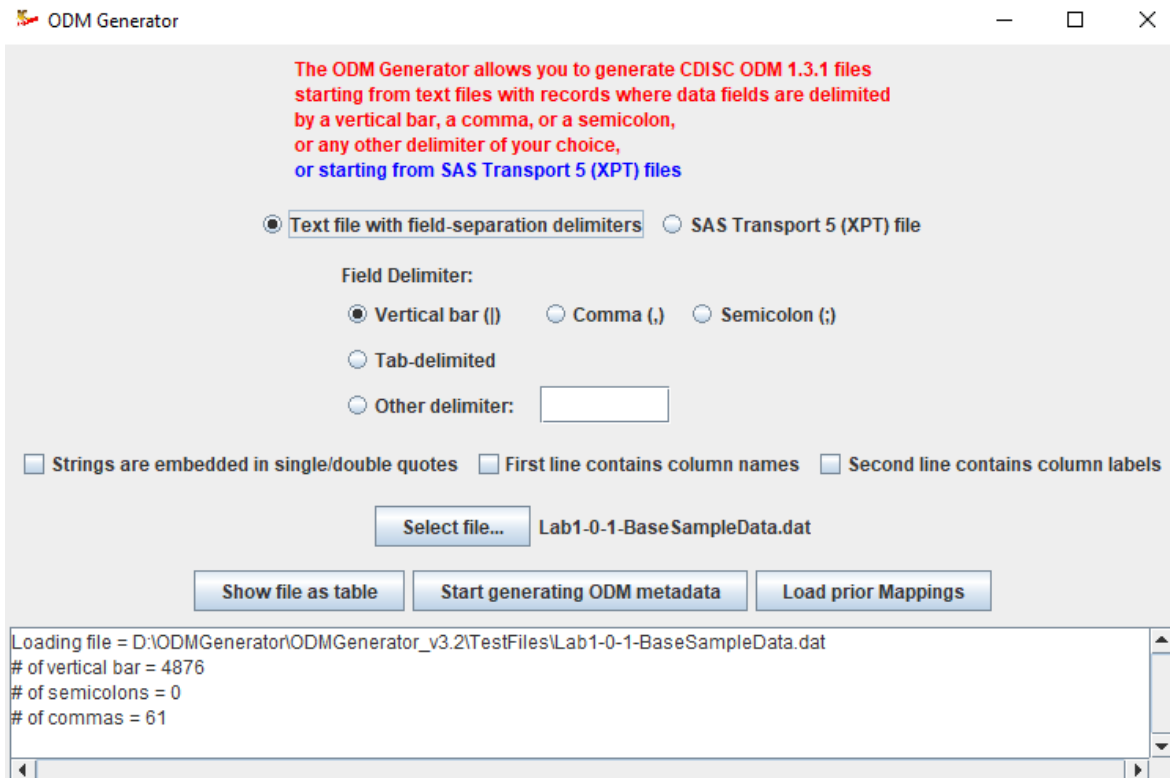 ODM Generator
The ODM Generator allows you to generate CDISC ODM 1.3.1 files
starting from text files with records where data fields are delimited
by a vertical bar, a comma, or a semicolon,
or any other delimiter of your choice,
or starting from SAS Transport 5 (XPT) files
Text file with field-separation delimiters SAS Transport 5 (XPT) file
Field Delimiter:
Vertical bar (|) Comma (,) Semicolon (;)
Tab-delimited
Other delimiter:
Strings are embedded in single/double quotes First line contains column names Second line contains column labels
Select file... Lab1-0-1-BaseSampleData.dat
Show file as table Start generating ODM metadata Load prior Mappings
Loading file = D:\ODMGenerator\ODMGenerator_v3.2\TestFiles\Lab1-0-1-BaseSampleData.dat
# of vertical bar = 4876
# of semicolons = 0
# of commas = 61